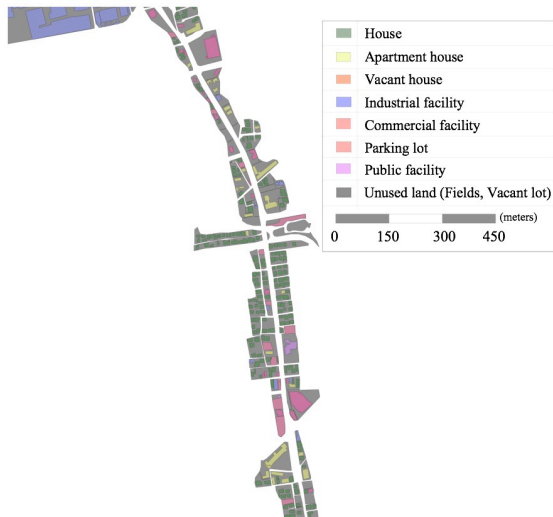 House
Apartment house
Vacant house
Industrial facility
Commercial facility
Parking lot
Public facility
Unused land (Fields, Vacant lot)
(meters)
0 150 300 450